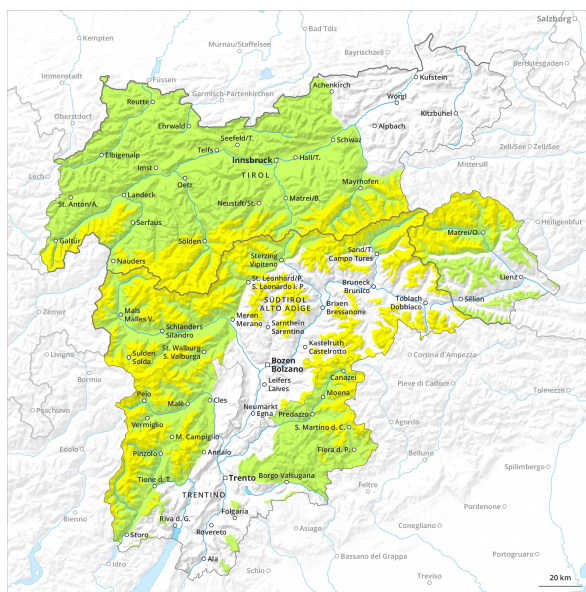 Salzburg
Kempten
Bad Tölz
Murnau/Staffelsee
Bayrischzell
Berchtesgaden
Immenstadt
Füssen
Garmisch-Partenkirchen
Achenkirch
Kufstein
Reutte
Wörgl
Oberstdorf
Kitzbühel
Ehrwald
Seefeld/T.
Schwaz
Alpbach
Zell/See
Zell/See
Elbigenalp
Telfs
Innsbruck
Hall/T.
Mittersill
Lech
Imst
TIROL
Oetz
Mayrhofen
St. Anton/A.
Landeck
Neustift/St.
Matrei/B.
Serfaus
Heiligenblut
Matrei/O.
Galtür
Sölden
Sterzing
Vipiteno
Sand/T.
Campo Tures
Nauders
Lienz
St. Leonhard/P.
S. Leonardo i. P.
Bruneck
Brunico
Toblach
Dobbiaco
Sillian
SÜDTIROL
ALTO ADIGE
Zernez
Mals
Malles V.
Brixen
Bressanone
Meran
Merano
Sarnthein
Sarentino
Schlanders
Silandro
Kastelruth
Castelrotto
Livigno
St. Walburg
S. Valburga
Sulden
Solda
Cortina d'Ampezzo
Bozen
Bolzano
Bormio
Canazei
Leifers
Laives
Pieve di Cadore
Tolmezzo
Moena
Peio
Cles
Malè
Neumarkt
Egna
Poschiavo
Predazzo
Vermiglio
Agordo
S. Martino d. C.
M. Campiglio
Edolo
Andalo
Fiera d. P.
Pinzolo
Belluno
Spilimbergo
Trento
Borgo Valsugana
Tione d. T.
Feltre
TRENTINO
Folgaria
Pordenone
Bienno
Riva d. G.
Conegliano
Storo
Rovereto
Asiago
Ala
Bassano del Grappa
Portogruaro
Idro
Schio
Treviso
20 km